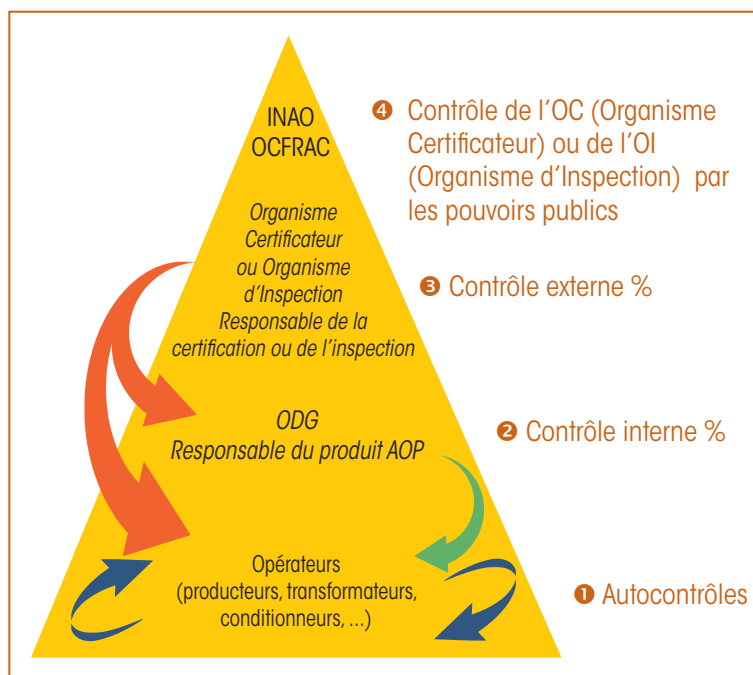 INAO
OCFRAC
Organisme
Certificateur
ou Organisme
d’Inspection
Responsable de la
certification ou de l’inspection
ODG
Responsable du produit AOP
Opérateurs
(producteurs, transformateurs,
conditionneurs, ...)
❹ Contrôle de l’OC (Organisme
Certificateur) ou de l’OI
(Organisme d’Inspection) par
les pouvoirs publics
❸ Contrôle externe %
❷ Contrôle interne %
❶ Autocontrôles